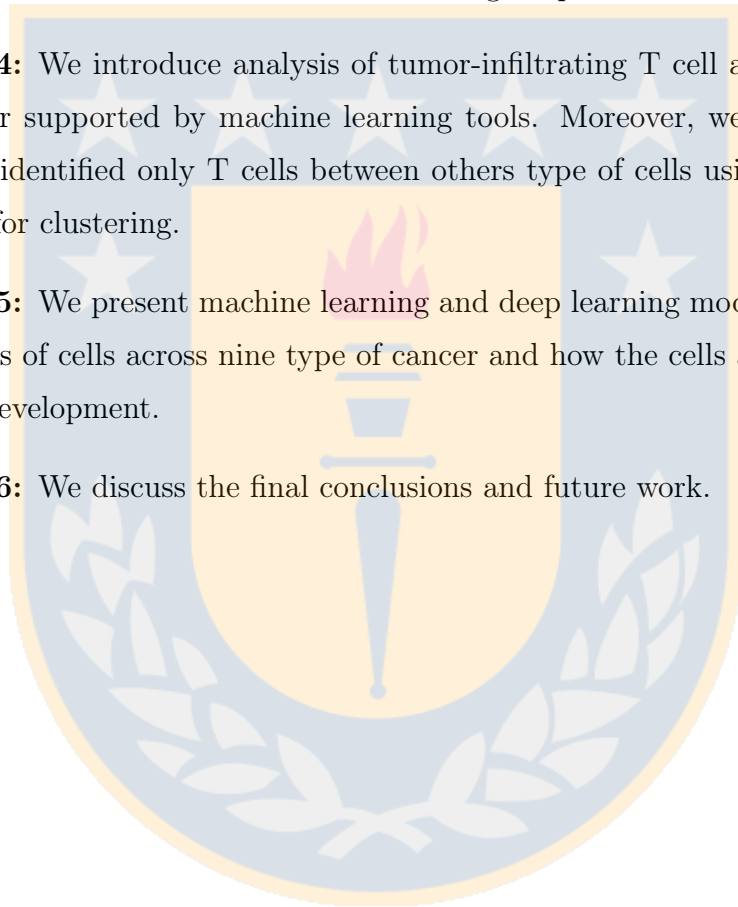 4: We introduce analysis of tumor-infiltrating T cell a
r supported by machine learning tools. Moreover, we
identified only T cells between others type of cells usi
for clustering.
5: We present machine learning and deep learning mod
s of cells across nine type of cancer and how the cells
evelopment.
6: We discuss the final conclusions and future work.